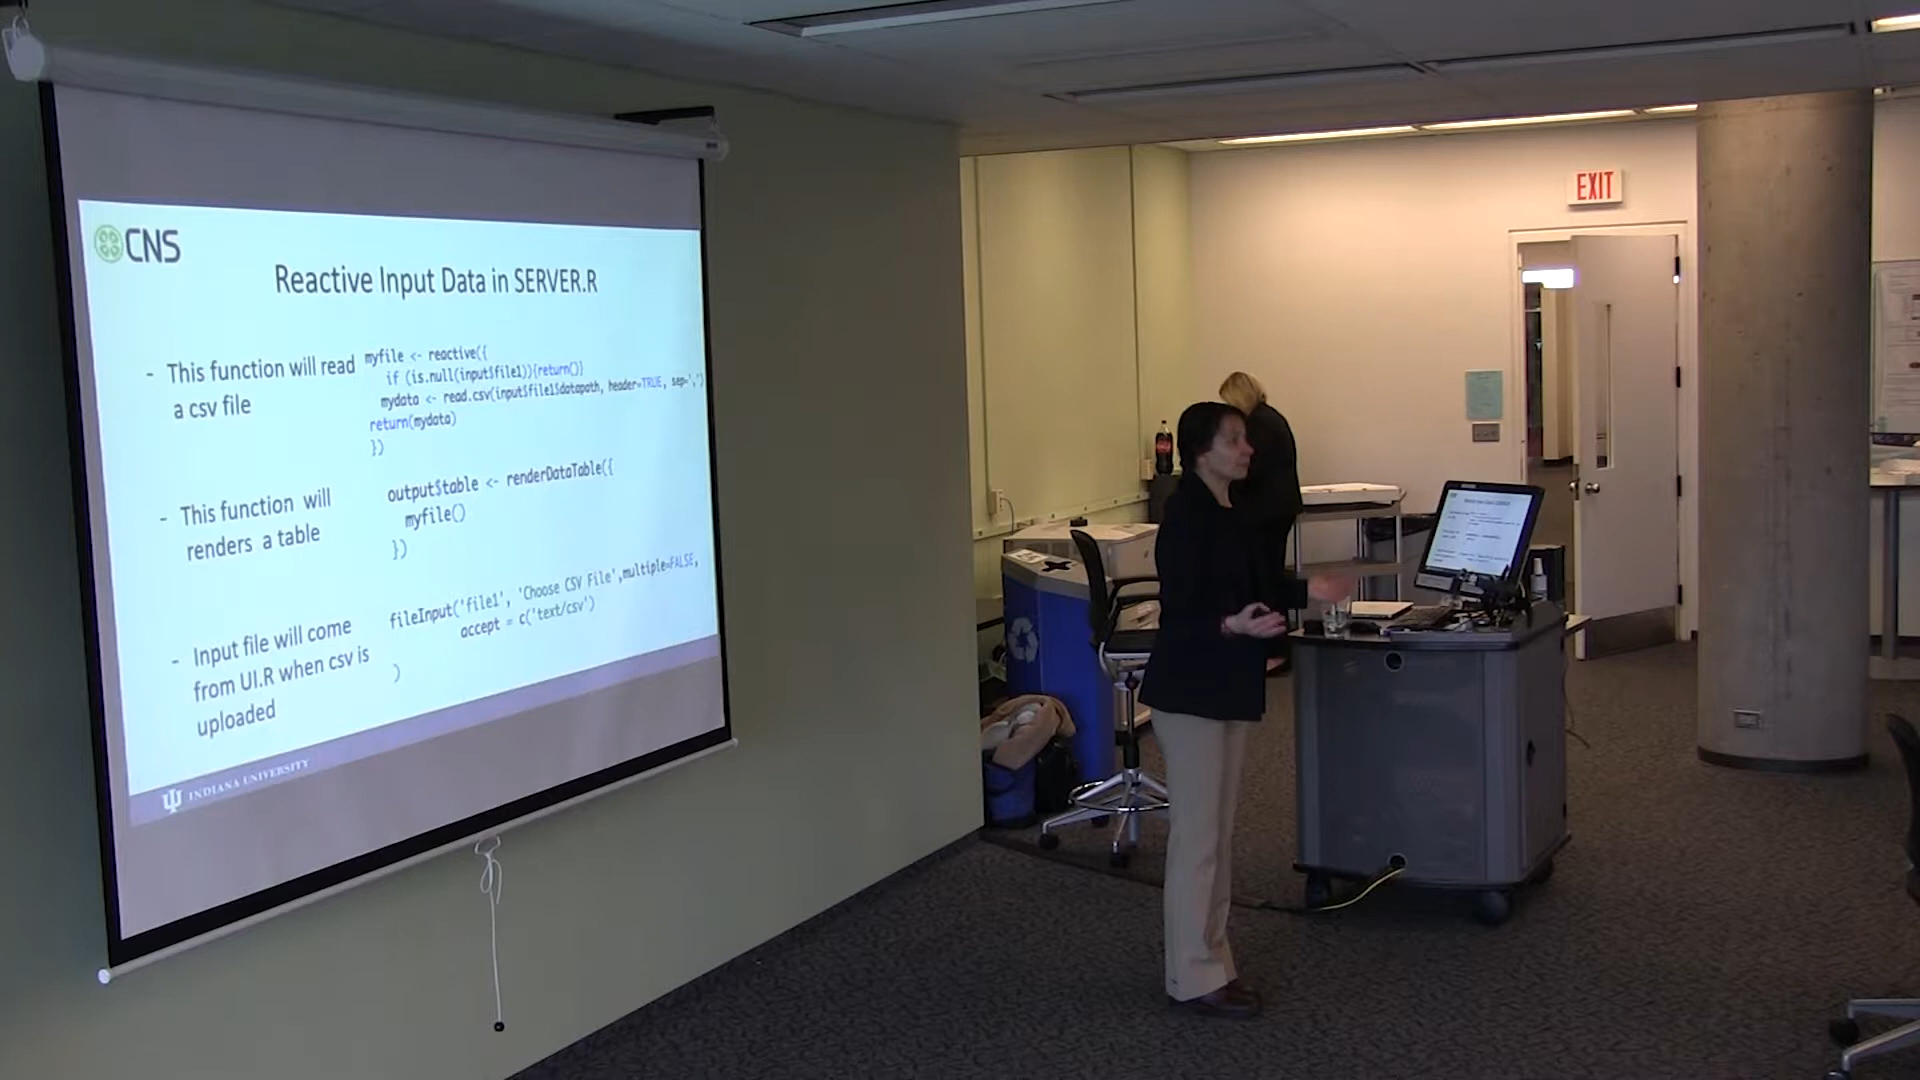 CNS
Reactive Input Data in SERVER.R
- This function will read
a csv file
myfile <- reactive({
if (is.null(input$file1)){return()}
mydata <- read.csv(input$file1$datapath, header=TRUE, sep=',')
return(mydata)
})
- This function will
renders a table
output$table <- renderDataTable({
myfile()
})
- Input file will come
from UI.R when csv is
uploaded
fileInput('file1', 'Choose CSV File',multiple=FALSE,
accept = c('text/csv')
)
INDIANA UNIVERSITY
EXIT